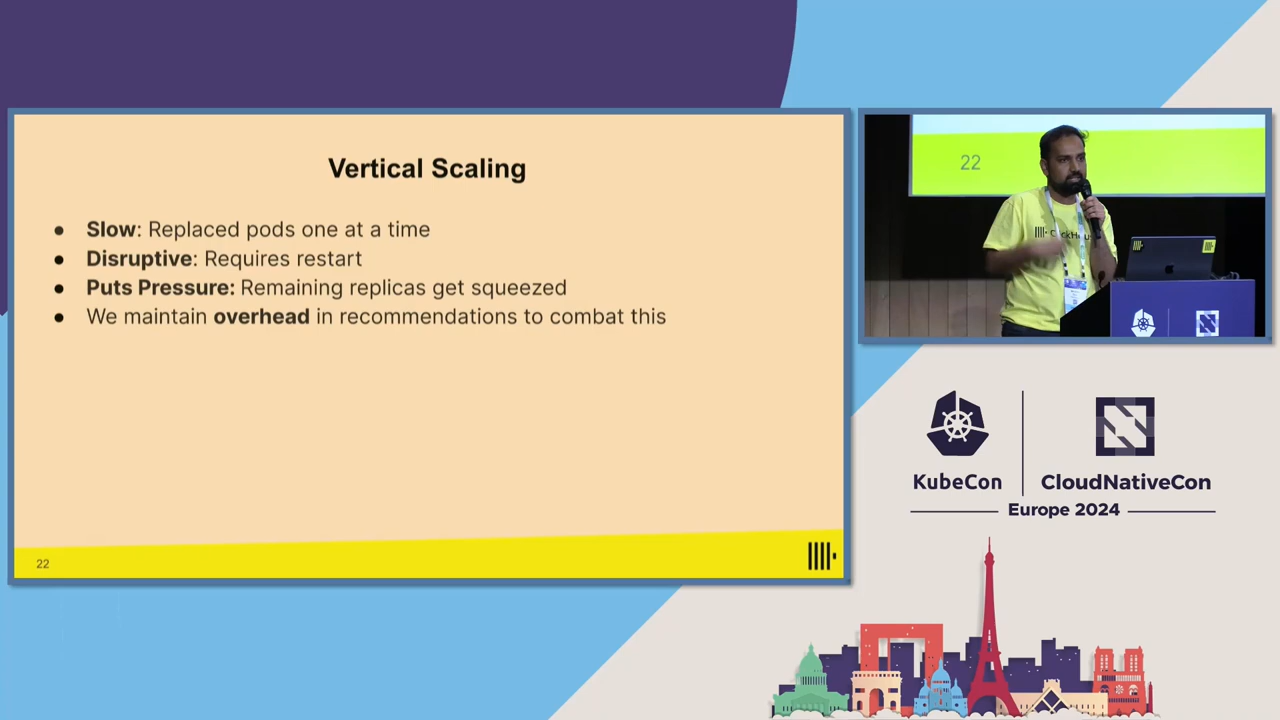 Vertical Scaling
● Slow: Replaced pods one at a time
● Disruptive: Requires restart
● Puts Pressure: Remaining replicas get squeezed
● We maintain overhead in recommendations to combat this
22
22
KubeCon
CloudNativeCon
Europe 2024